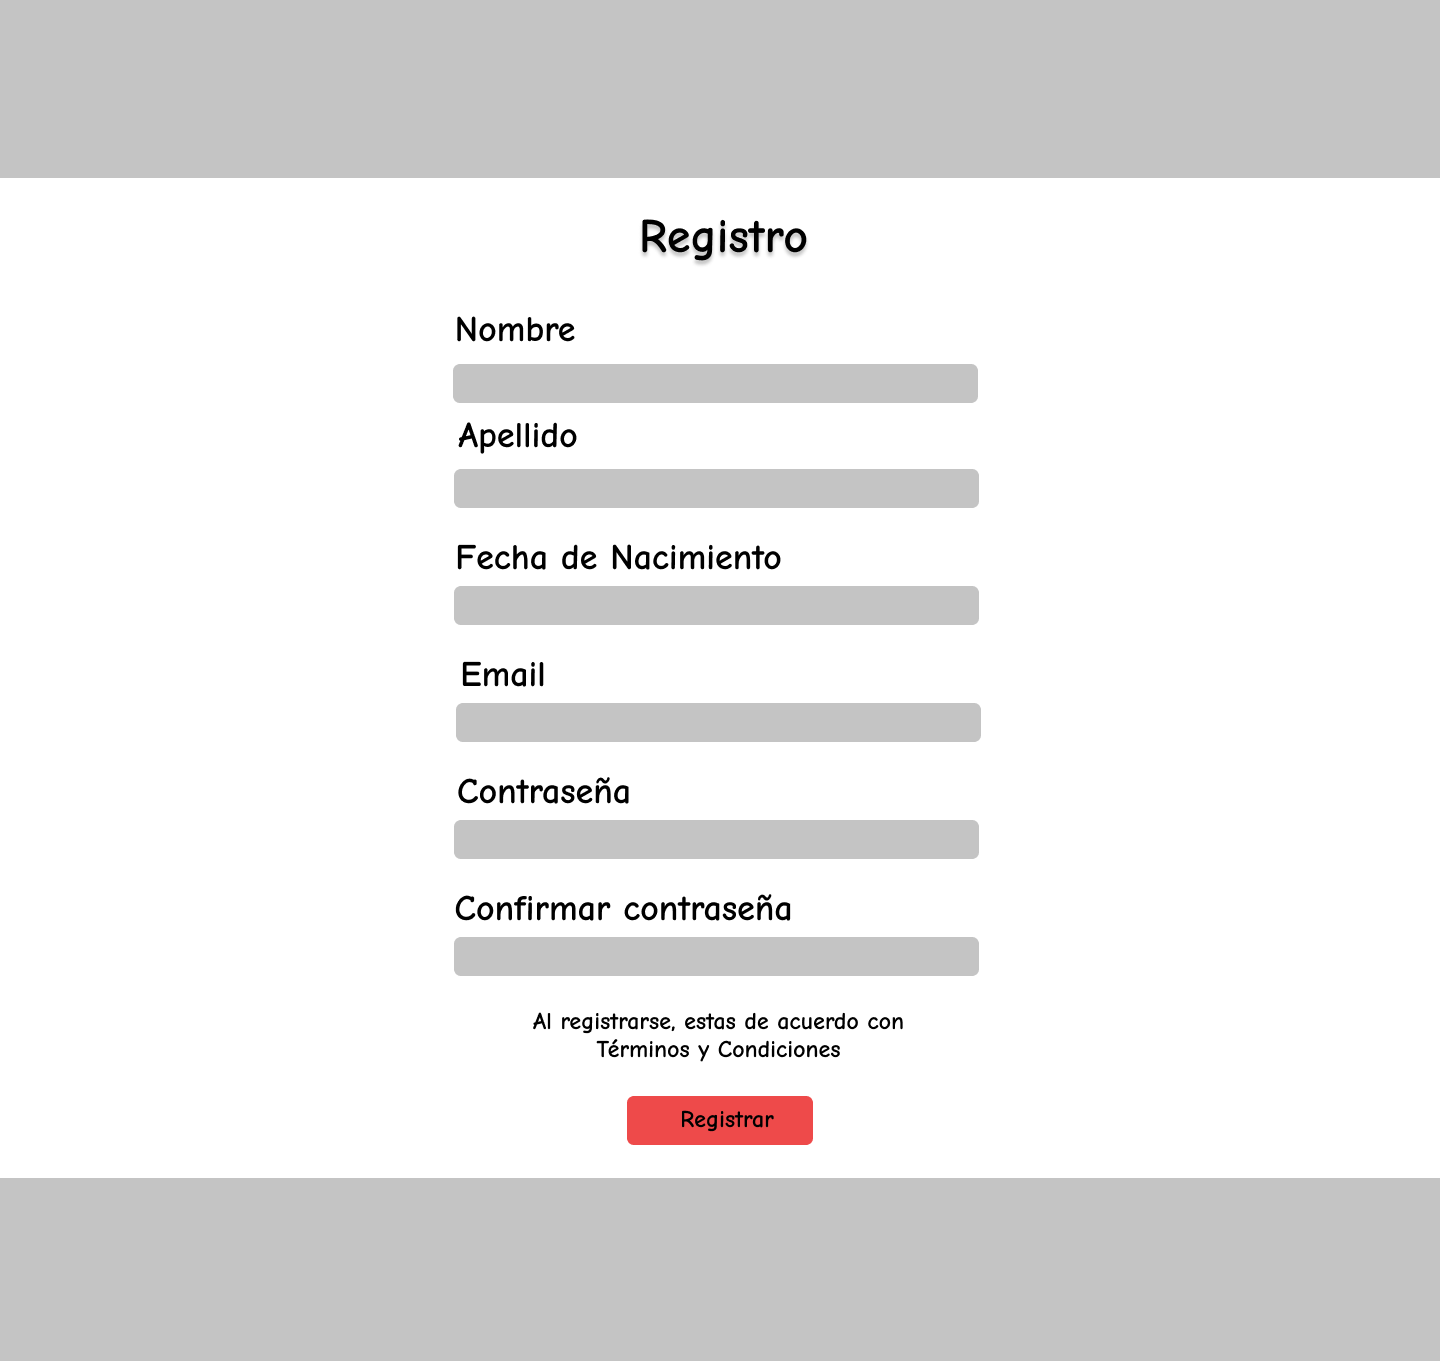 Registro
Nombre
Apellido
Fecha de Nacimiento
Email
Contraseña
Confirmar contraseña
Al registrarse, estas de acuerdo con
Términos y Condiciones
Registrar